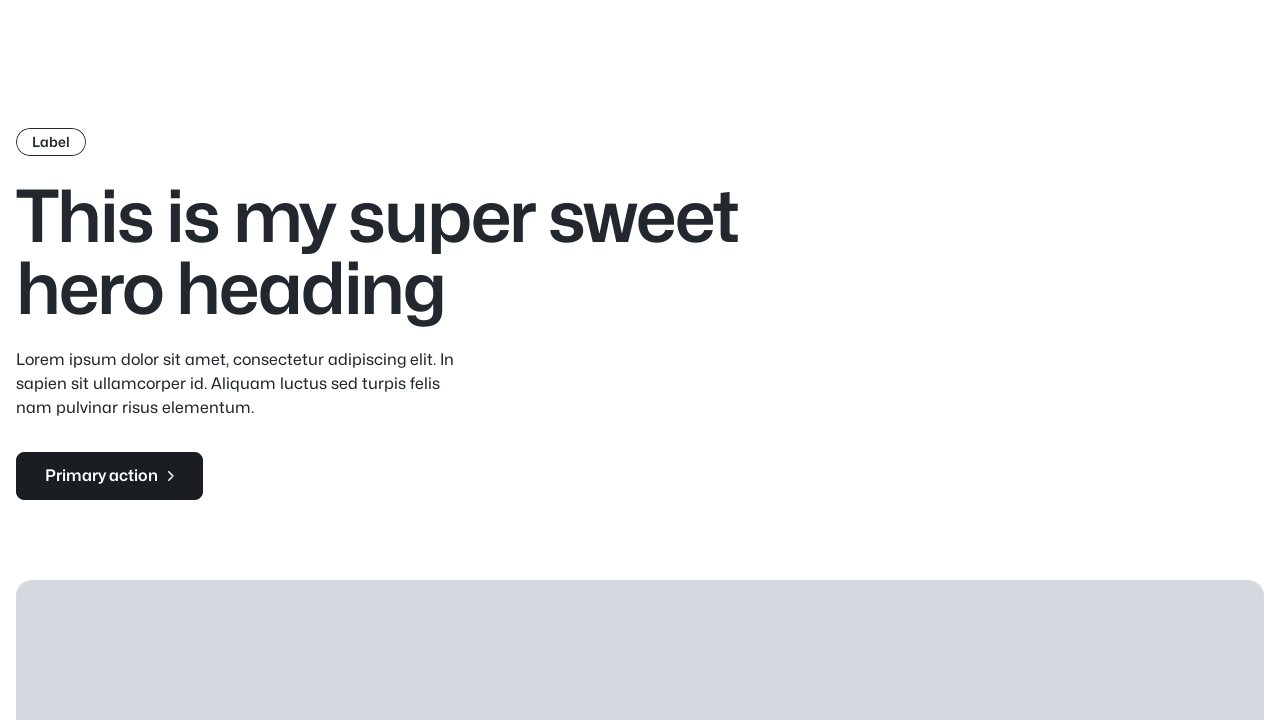 Label
This is my super sweet
hero heading
Lorem ipsum dolor sit amet, consectetur adipiscing elit. In
sapien sit ullamcorper id. Aliquam luctus sed turpis felis
nam pulvinar risus elementum.
Primary action